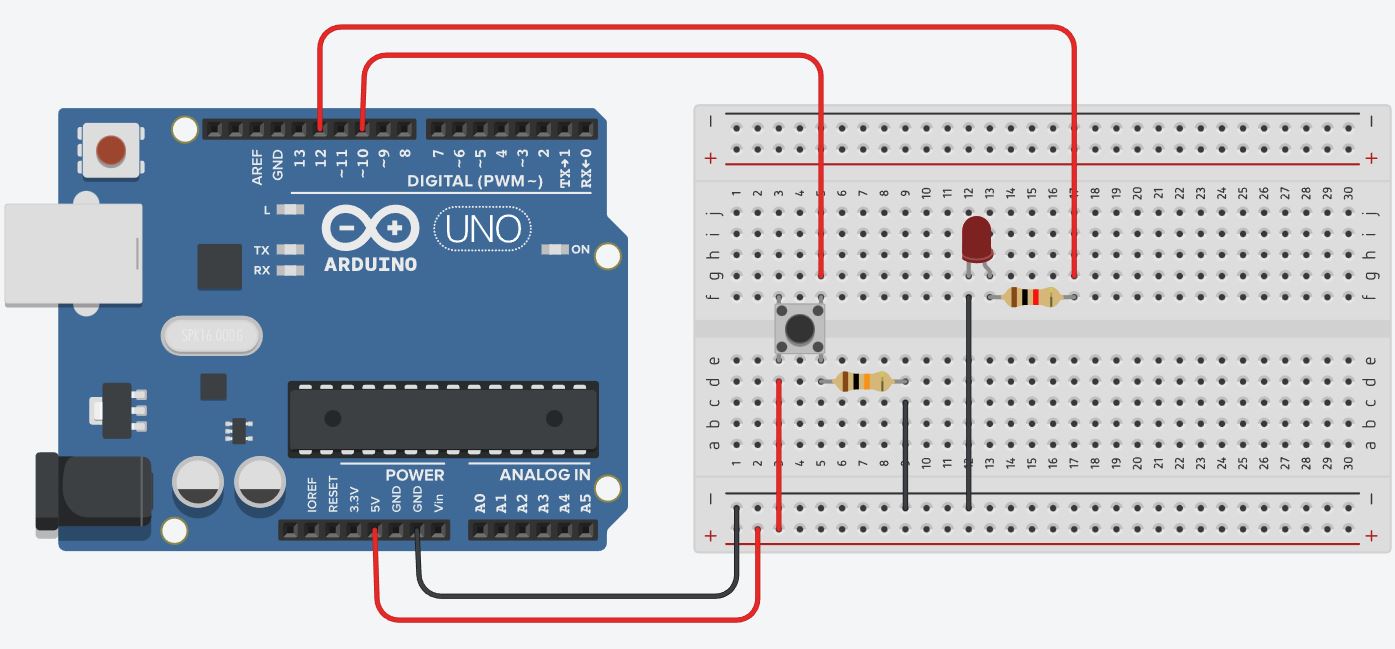 AREF GND 13 12 ~11 ~10 ~9 8 7 ~6 ~5 4 ~3 2 TX→1 RX←0
DIGITAL (PWM~)
L
TX
RX
UNO
ON
ARDUINO
SPK16.000G
POWER
ANALOG IN
IOREF RESET 3.3V 5V GND GND Vin A0 A1 A2 A3 A4 A5
− −
+ +
1 2 3 4 5 6 7 8 9 10 11 12 13 14 15 16 17 18 19 20 21 22 23 24 25 26 27 28 29 30
j j
i i
h h
g g
f f
e e
d d
c c
b b
a a
1 2 3 4 5 6 7 8 9 10 11 12 13 14 15 16 17 18 19 20 21 22 23 24 25 26 27 28 29 30
− −
+ +